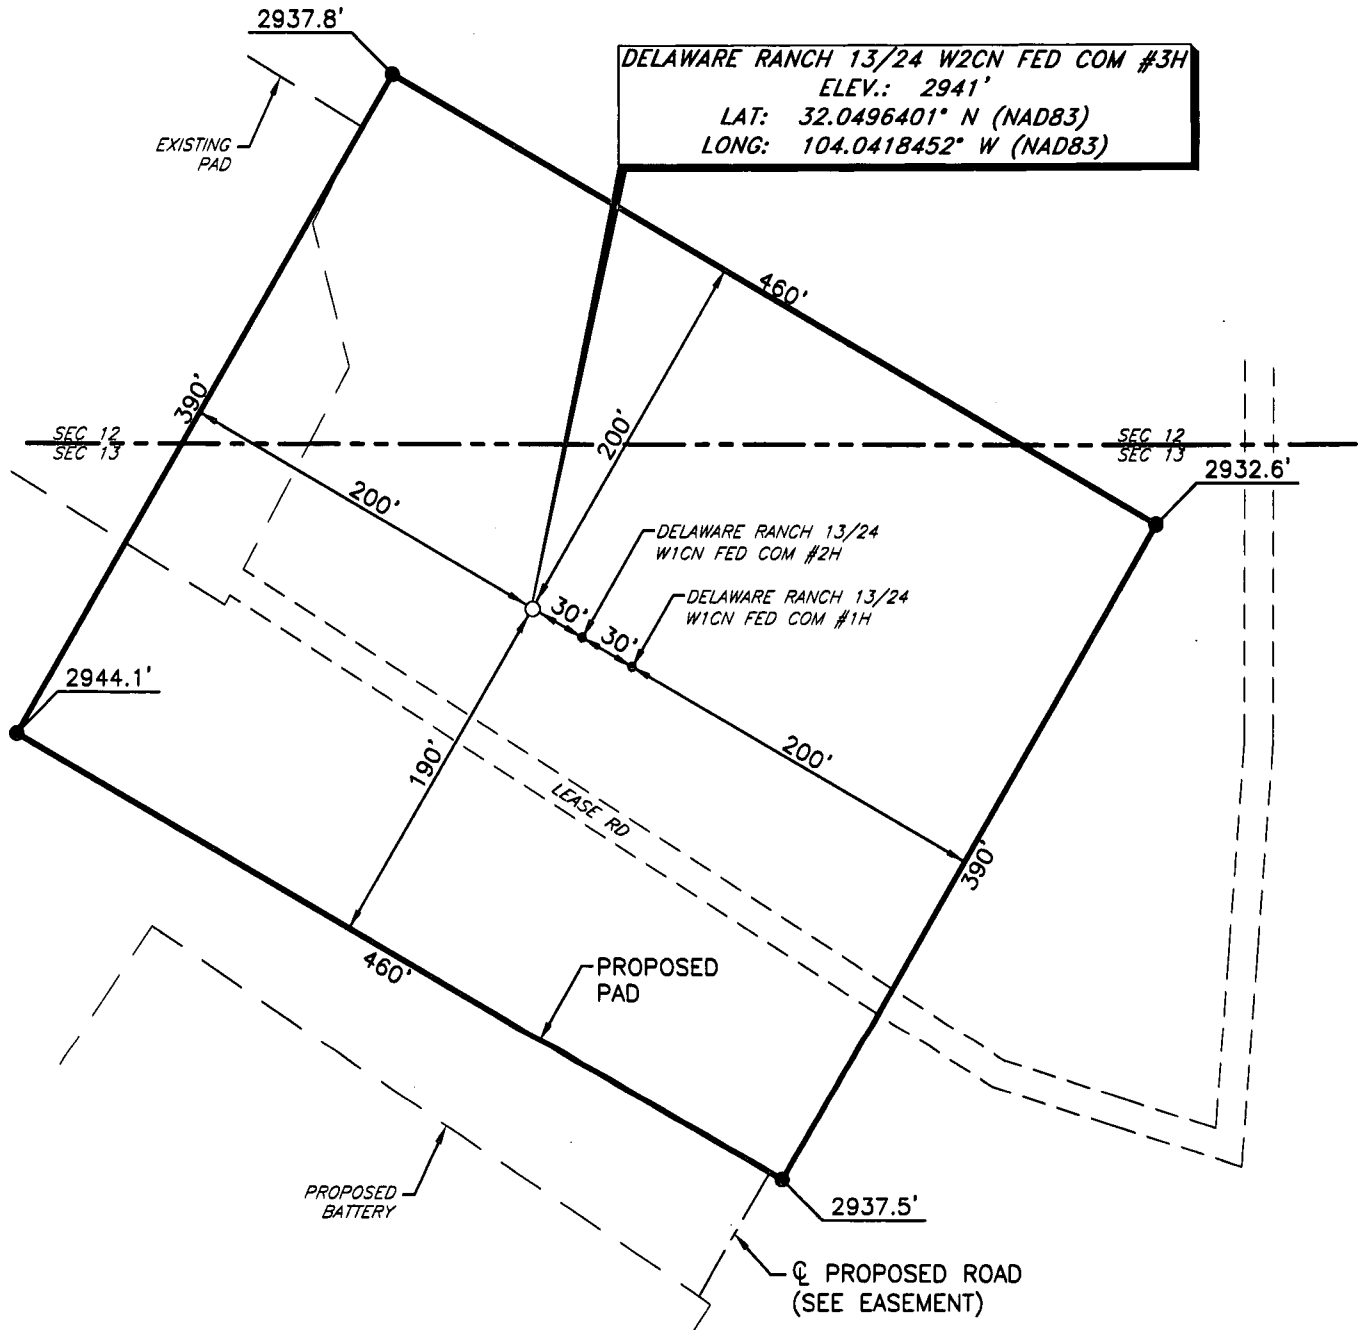 2937.8'
DELAWARE RANCH 13/24 W2CN FED COM #3H
ELEV.: 2941'
LAT: 32.0496401° N (NAD83)
LONG: 104.0418452° W (NAD83)
EXISTING
PAD
460'
390'
200'
SEC 12
SEC 13
SEC 12
SEC 13
2932.6'
200'
DELAWARE RANCH 13/24
W1CN FED COM #2H
DELAWARE RANCH 13/24
W1CN FED COM #1H
30'
30'
2944.1'
190'
200'
LEASE RD
390'
460'
PROPOSED
PAD
PROPOSED
BATTERY
2937.5'
℄ PROPOSED ROAD
(SEE EASEMENT)